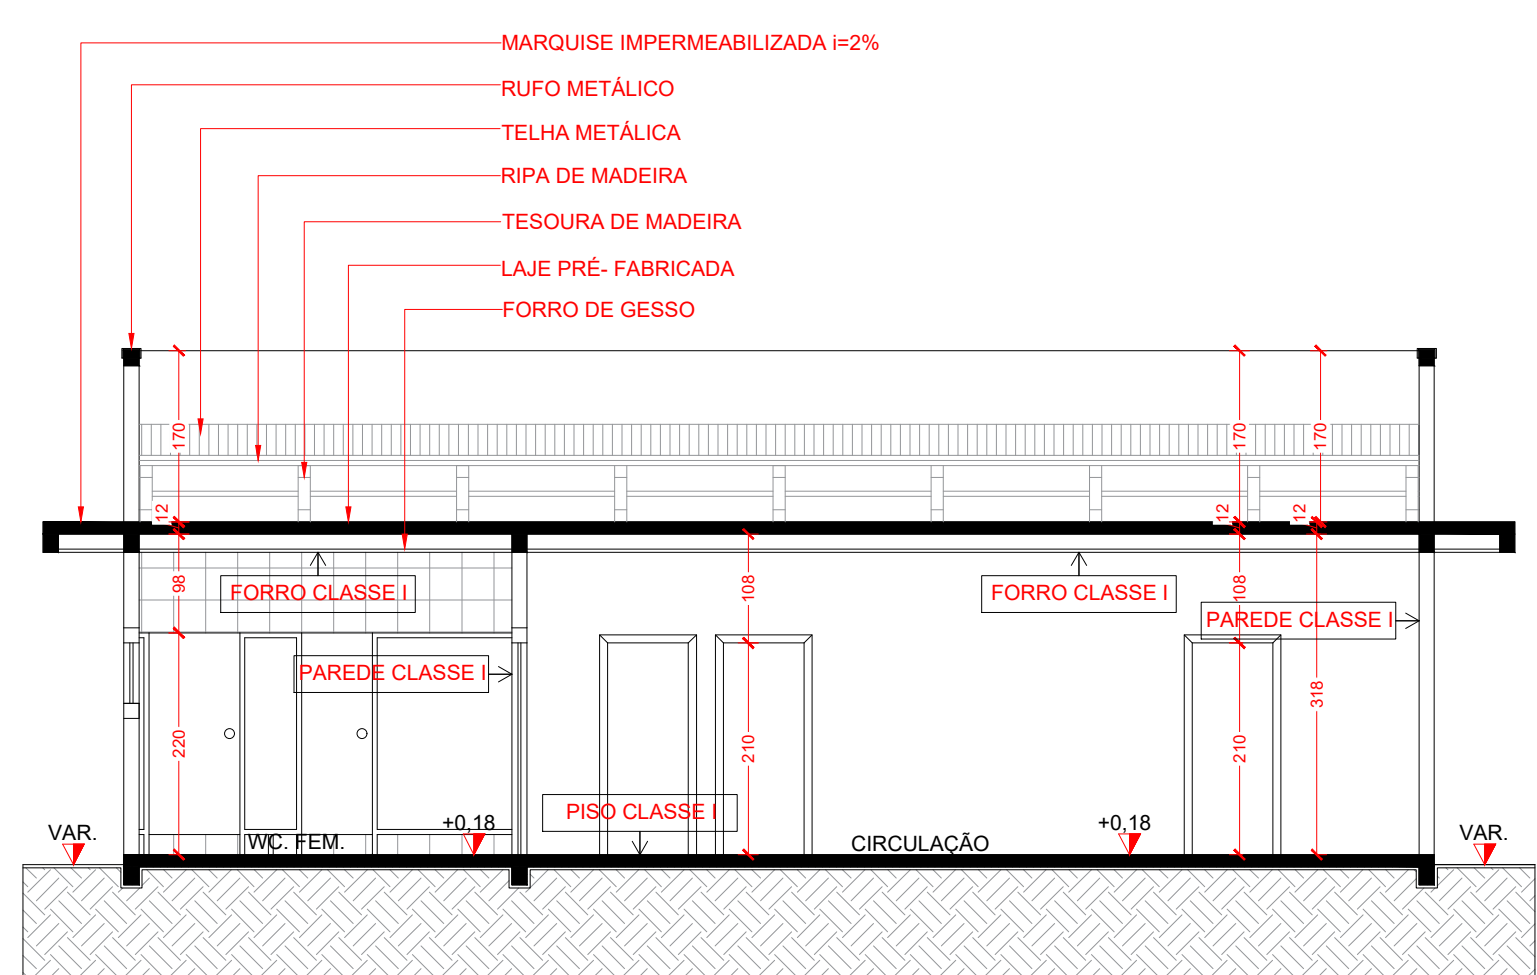 MARQUISE IMPERMEABILIZADA i=2%
RUFO METÁLICO
TELHA METÁLICA
RIPA DE MADEIRA
TESOURA DE MADEIRA
LAJE PRÉ- FABRICADA
FORRO DE GESSO
170
170
170
12
12
12
98
FORRO CLASSE I
108
FORRO CLASSE I
108
PAREDE CLASSE I
PAREDE CLASSE I
318
220
210
210
PISO CLASSE I
VAR.
WC. FEM.
+0,18
CIRCULAÇÃO
+0,18
VAR.